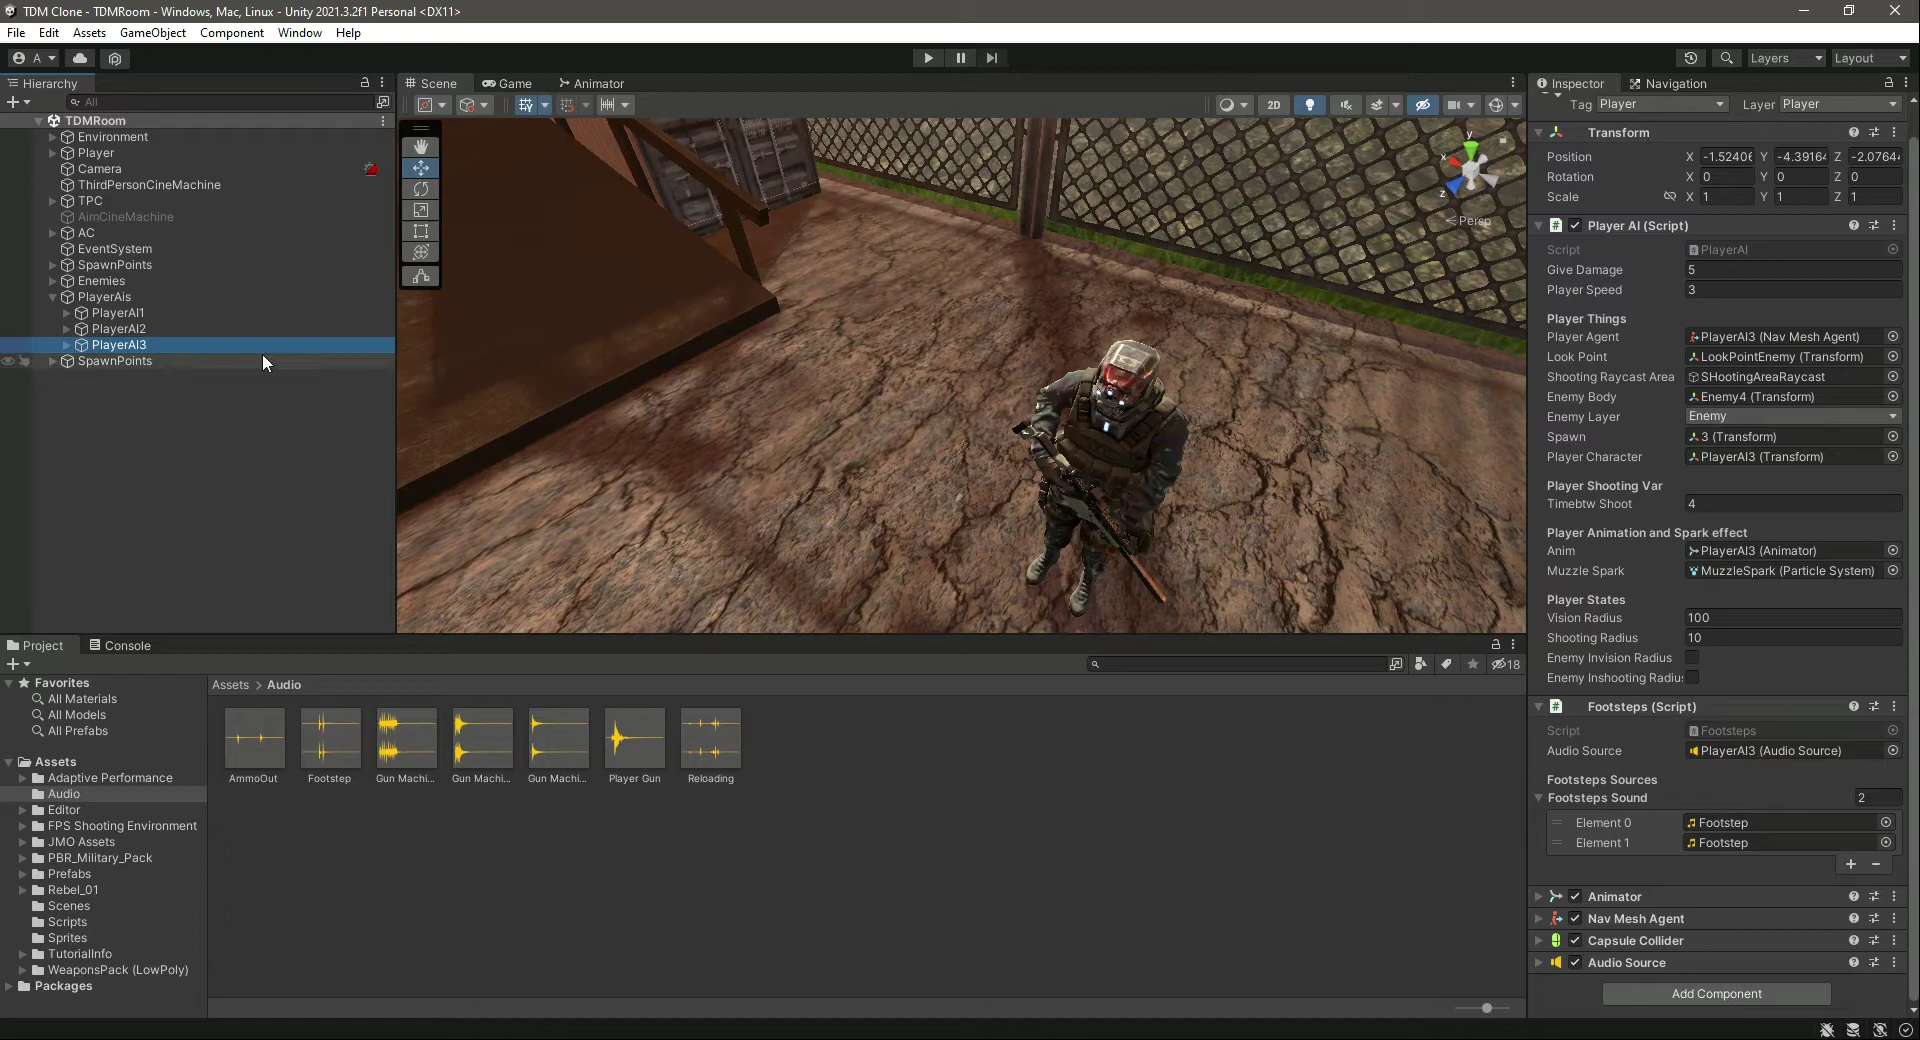 TDM Clone - TDMRoom - Windows, Mac, Linux - Unity 2021.3.2f1 Personal <DX11>
File Edit Assets GameObject Component Window Help
A
Layers
Layout
Hierarchy
All
TDMRoom
Environment
Player
Camera
ThirdPersonCineMachine
TPC
AimCineMachine
AC
EventSystem
SpawnPoints
Enemies
PlayerAis
PlayerAI1
PlayerAI2
PlayerAI3
SpawnPoints
Scene Game Animator
2D
y
x
z
Persp
Inspector Navigation
Tag Player Layer Player
Transform
Position X -1.52406 Y -4.39164 Z -2.07644
Rotation X 0 Y 0 Z 0
Scale X 1 Y 1 Z 1
Player AI (Script)
Script PlayerAI
Give Damage 5
Player Speed 3
Player Things
Player Agent PlayerAI3 (Nav Mesh Agent)
Look Point LookPointEnemy (Transform)
Shooting Raycast Area SHootingAreaRaycast
Enemy Body Enemy4 (Transform)
Enemy Layer Enemy
Spawn 3 (Transform)
Player Character PlayerAI3 (Transform)
Player Shooting Var
Timebtw Shoot 4
Player Animation and Spark effect
Anim PlayerAI3 (Animator)
Muzzle Spark MuzzleSpark (Particle System)
Player States
Vision Radius 100
Shooting Radius 10
Enemy Invision Radius
Enemy Inshooting Radiu
Footsteps (Script)
Script Footsteps
Audio Source PlayerAI3 (Audio Source)
Footsteps Sources
Footsteps Sound 2
Element 0 Footstep
Element 1 Footstep
Animator
Nav Mesh Agent
Capsule Collider
Audio Source
Add Component
Project Console
18
Favorites
All Materials
All Models
All Prefabs
Assets
Adaptive Performance
Audio
Editor
FPS Shooting Environment
JMO Assets
PBR_Military_Pack
Prefabs
Rebel_01
Scenes
Scripts
Sprites
TutorialInfo
WeaponsPack (LowPoly)
Packages
Assets > Audio
AmmoOut Footstep Gun Machi... Gun Machi... Gun Machi... Player Gun Reloading